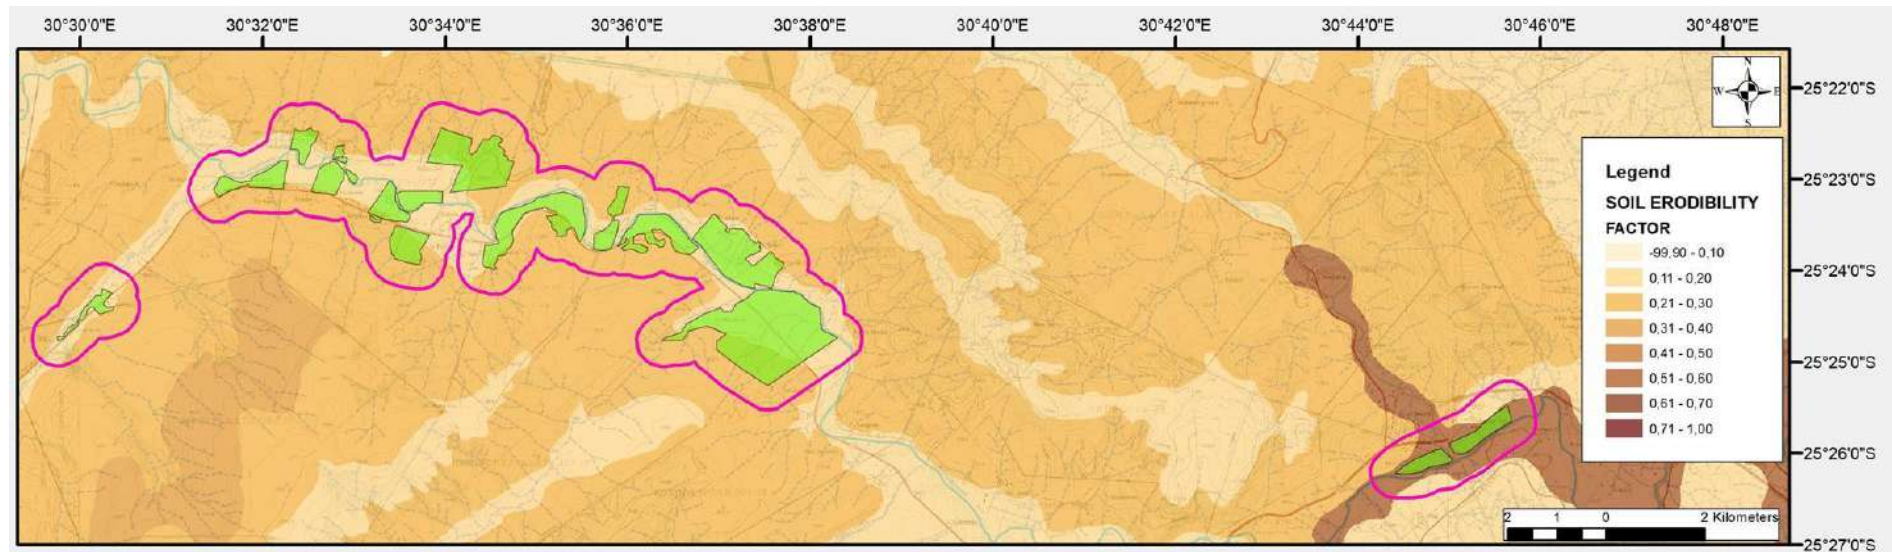 30°30'0"E 30°32'0"E 30°34'0"E 30°36'0"E 30°38'0"E 30°40'0"E 30°42'0"E 30°44'0"E 30°46'0"E 30°48'0"E
N
W E
S
25°22'0"S
25°23'0"S
25°24'0"S
25°25'0"S
25°26'0"S
25°27'0"S
Legend
SOIL ERODIBILITY
FACTOR
-99,90 - 0,10
0,11 - 0,20
0,21 - 0,30
0,31 - 0,40
0,41 - 0,50
0,51 - 0,60
0,61 - 0,70
0,71 - 1,00
2 1 0 2 Kilometers